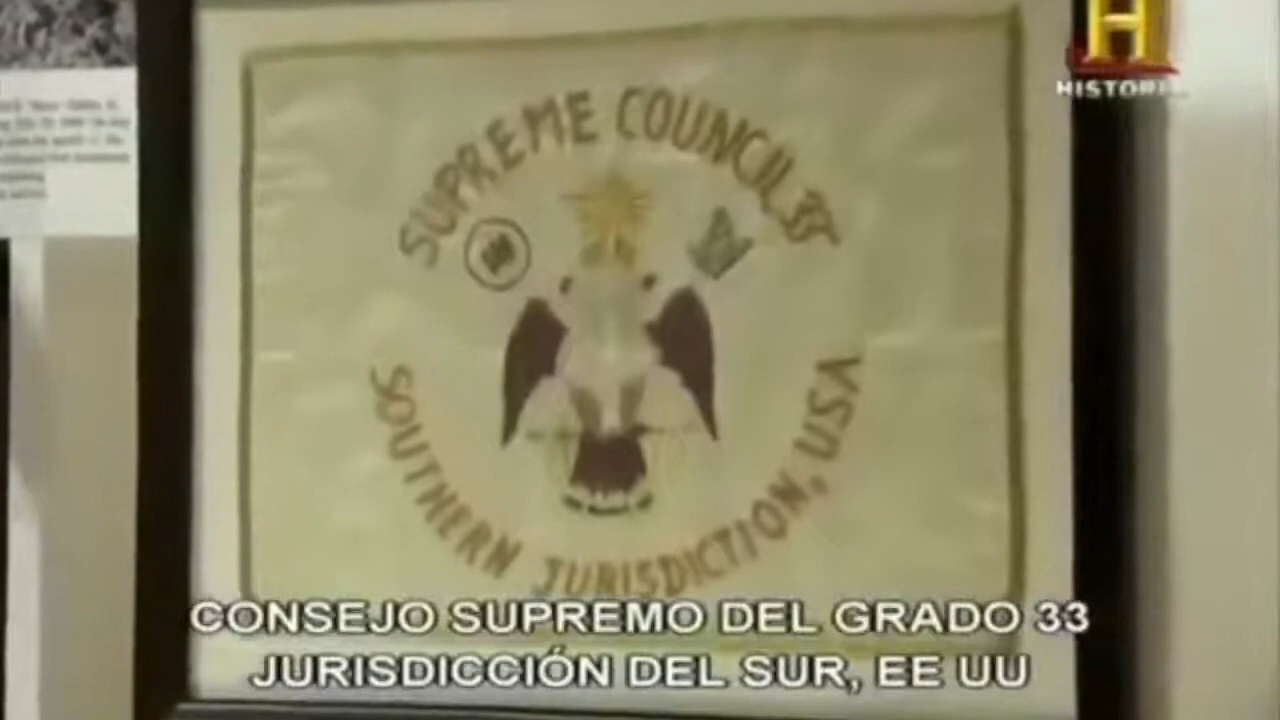 H
HISTORIA
SUPREME COUNCIL, 33°
SOUTHERN JURISDICTION, USA
CONSEJO SUPREMO DEL GRADO 33
JURISDICCIÓN DEL SUR, EE UU